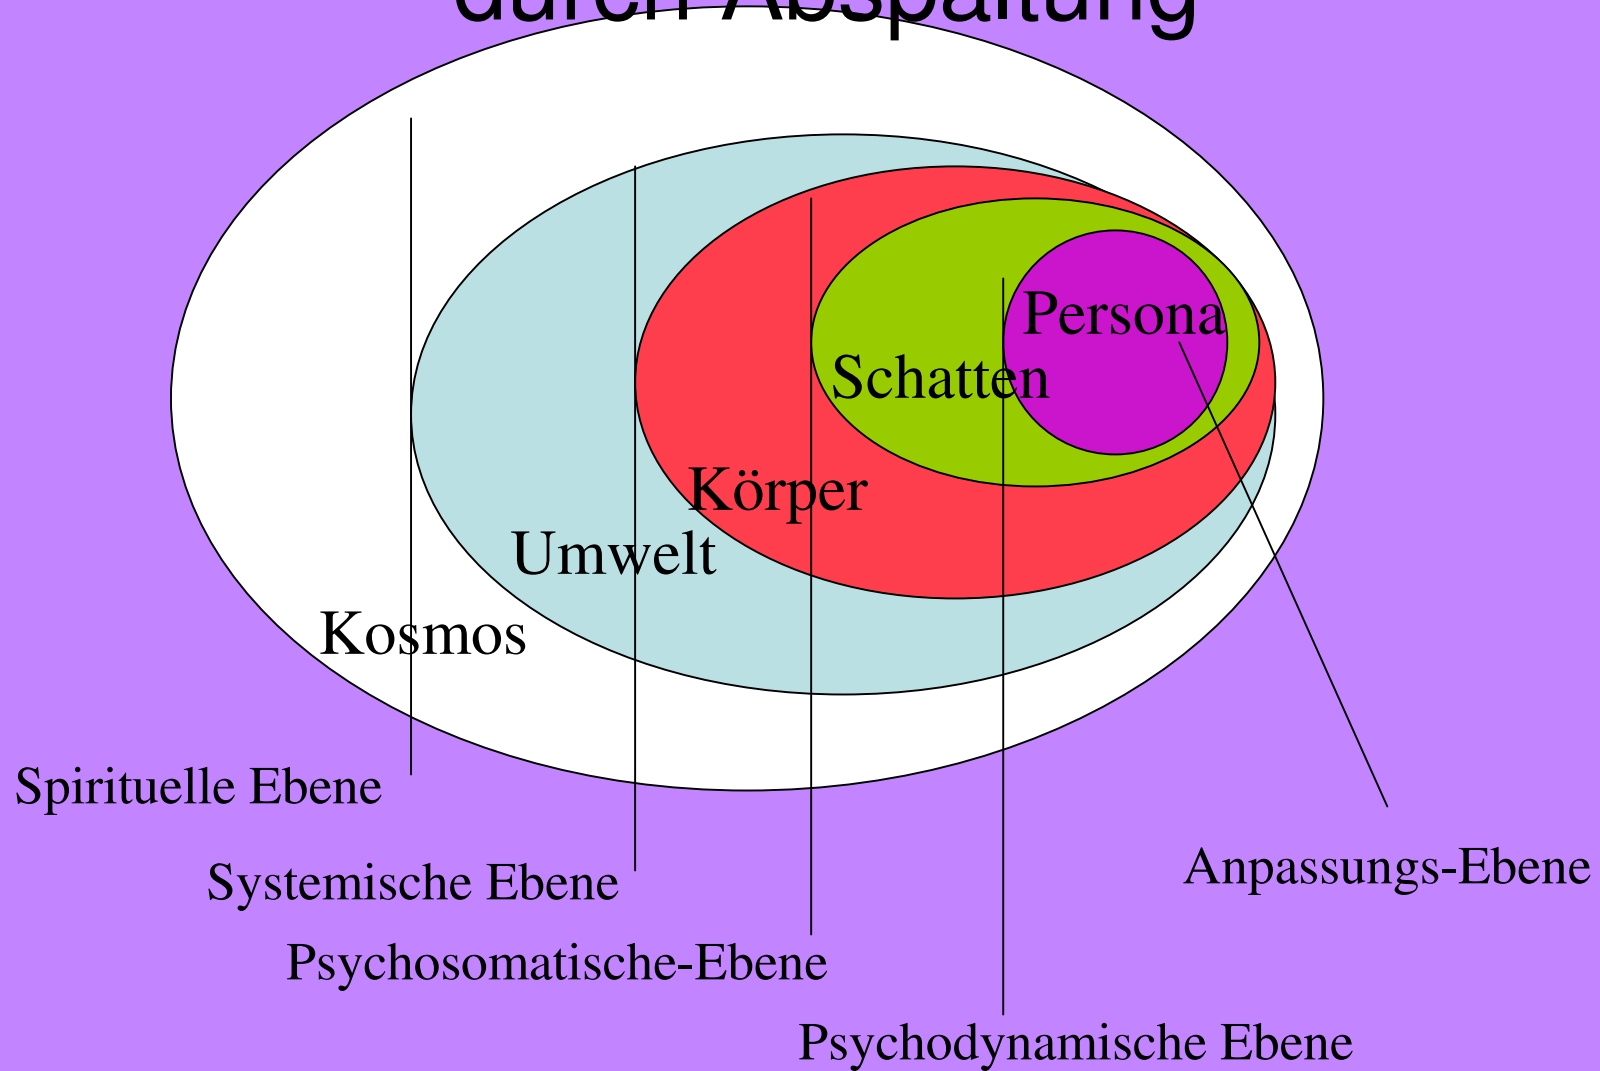 durch Abspaltung
Persona
Schatten
Körper
Umwelt
Kosmos
Spirituelle Ebene
Anpassungs-Ebene
Systemische Ebene
Psychosomatische-Ebene
Psychodynamische Ebene